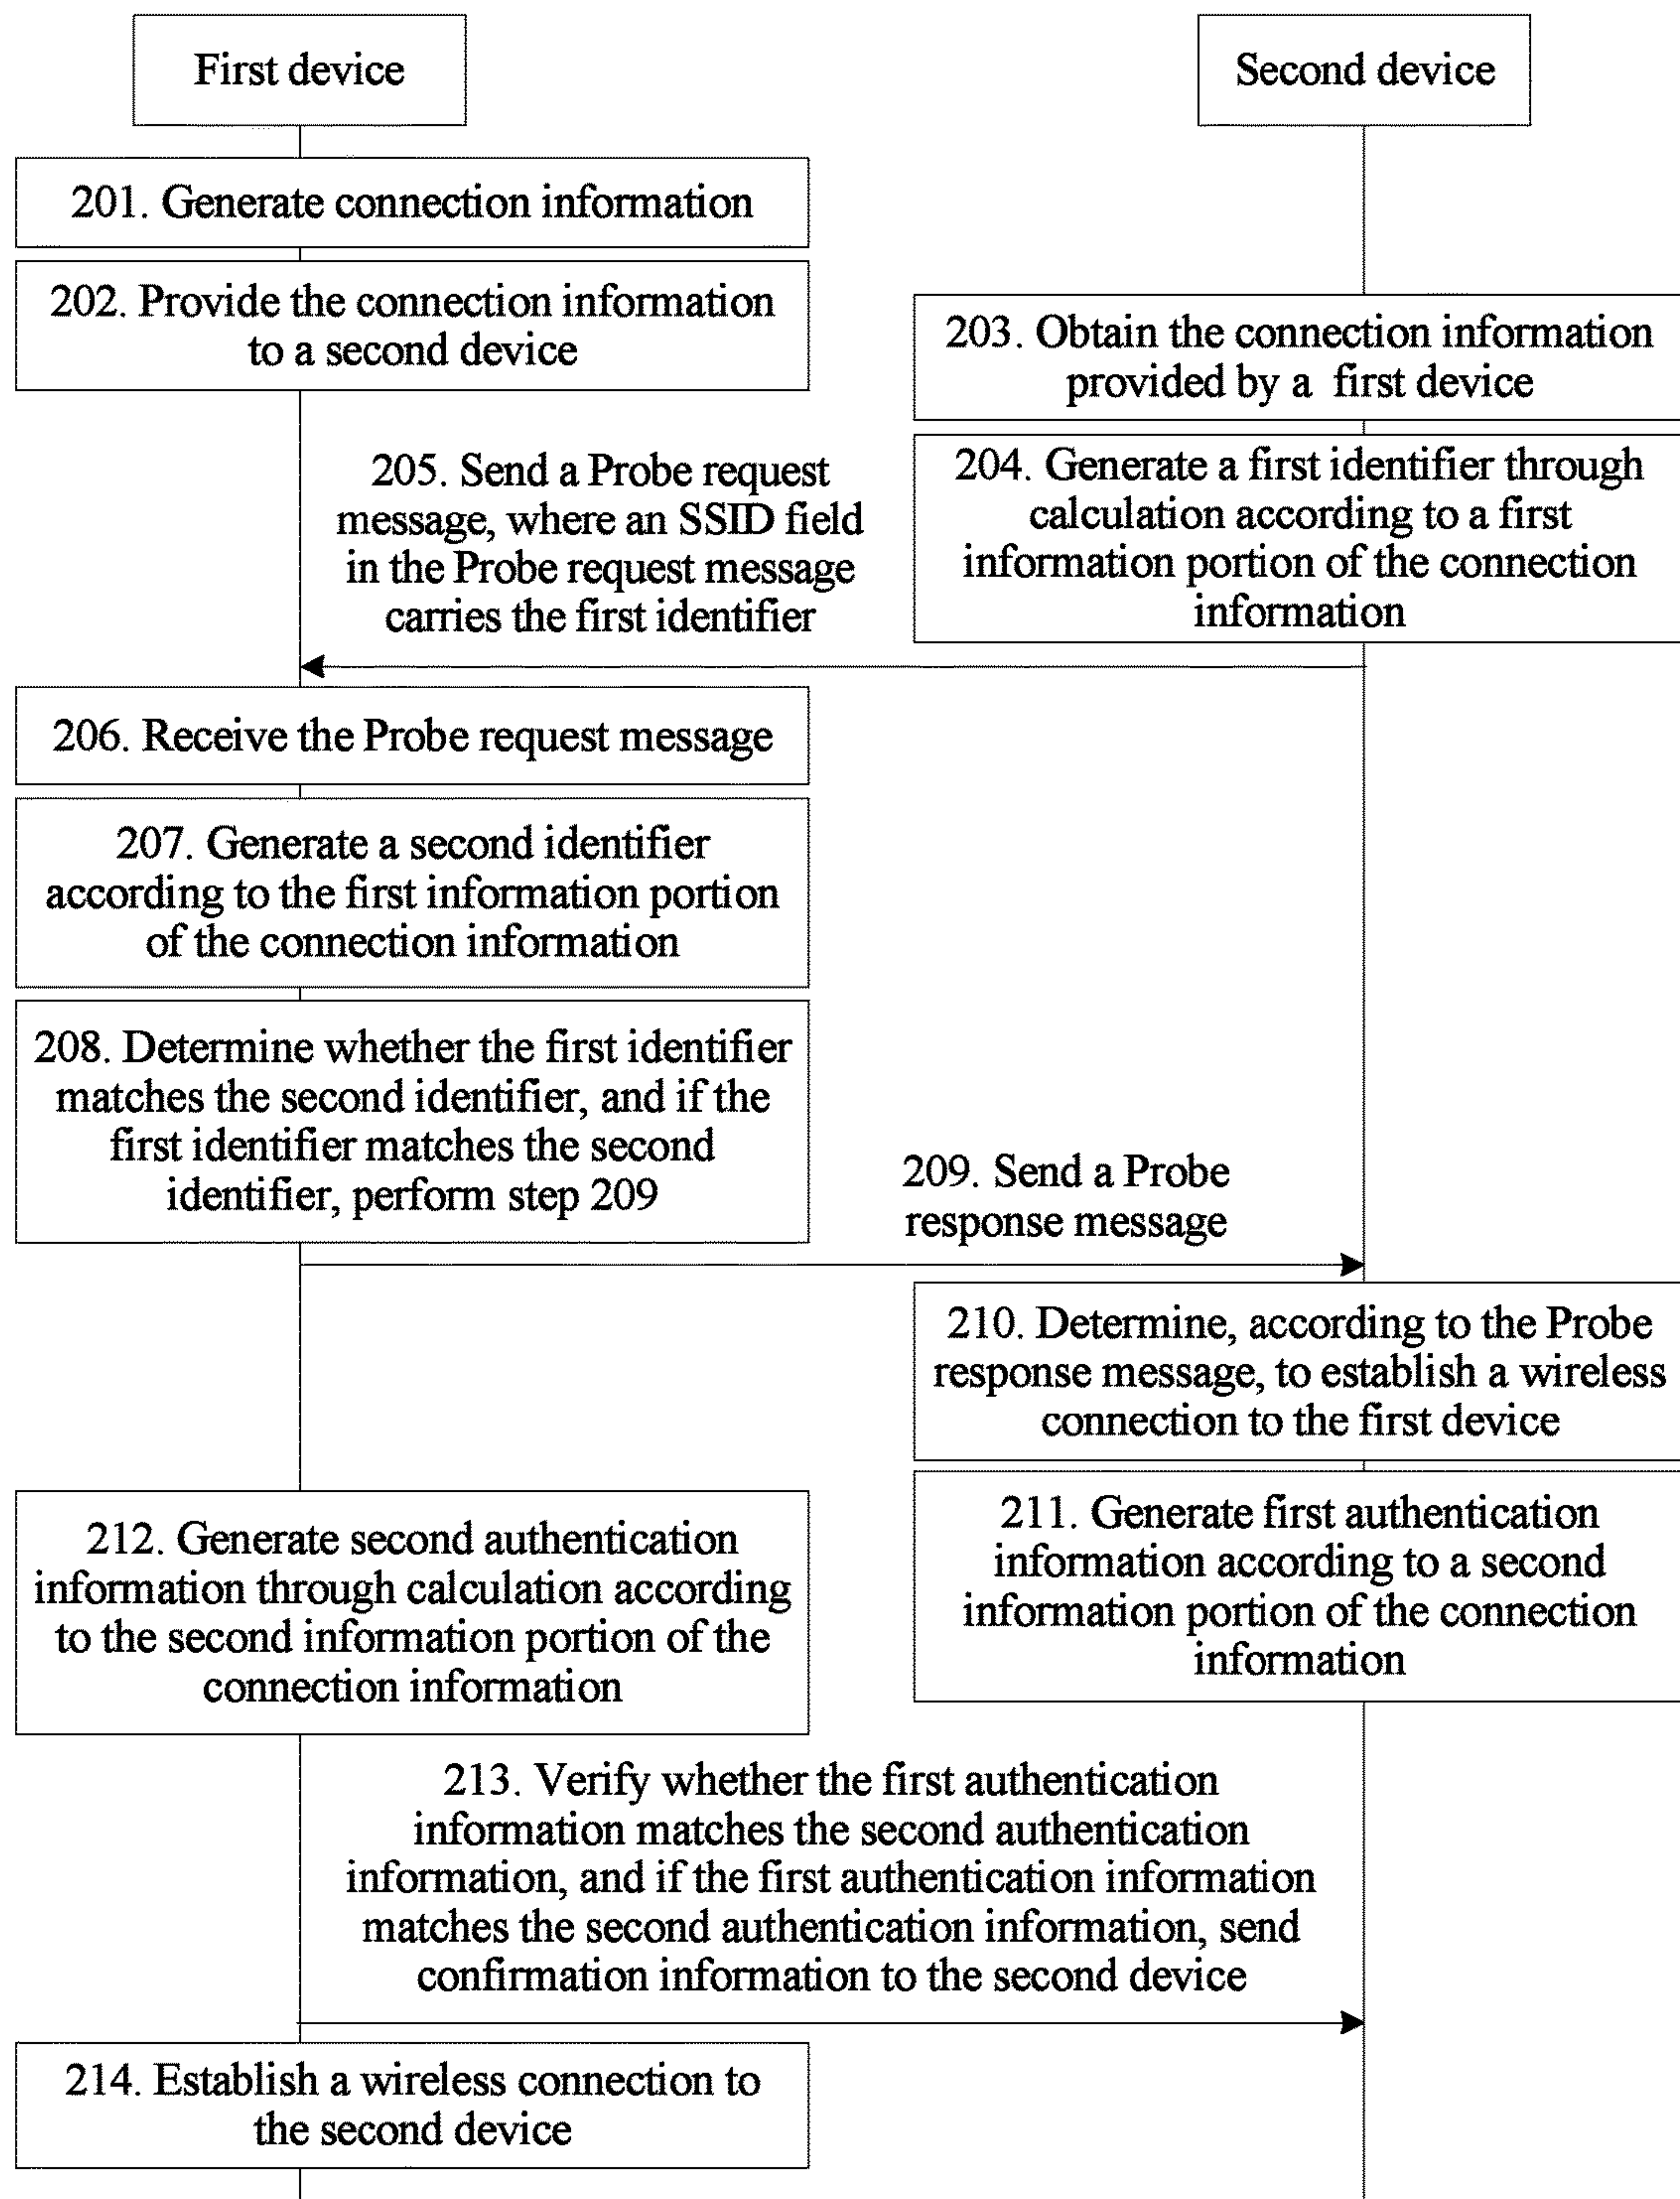 First device
Second device
201. Generate connection information
202. Provide the connection information
to a second device
203. Obtain the connection information
provided by a first device
204. Generate a first identifier through
calculation according to a first
information portion of the connection
information
205. Send a Probe request
message, where an SSID field
in the Probe request message
carries the first identifier
206. Receive the Probe request message
207. Generate a second identifier
according to the first information portion
of the connection information
208. Determine whether the first identifier
matches the second identifier, and if the
first identifier matches the second
identifier, perform step 209
209. Send a Probe
response message
210. Determine, according to the Probe
response message, to establish a wireless
connection to the first device
211. Generate first authentication
information according to a second
information portion of the connection
information
212. Generate second authentication
information through calculation according
to the second information portion of the
connection information
213. Verify whether the first authentication
information matches the second authentication
information, and if the first authentication information
matches the second authentication information, send
confirmation information to the second device
214. Establish a wireless connection to
the second device